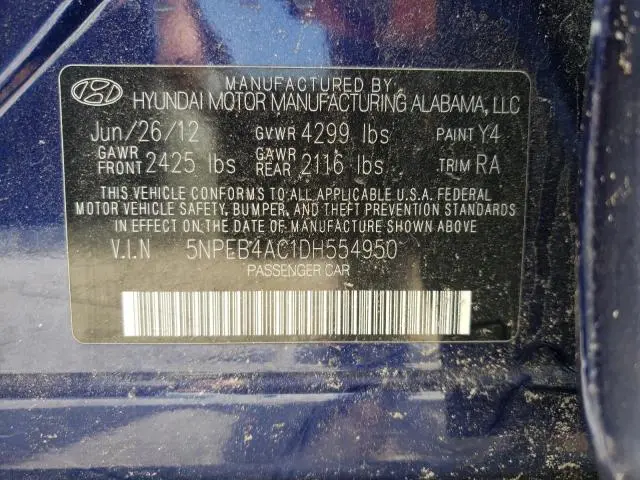 MANUFACTURED BY
HYUNDAI MOTOR MANUFACTURING ALABAMA, LLC
Jun/26/12 GVWR 4299 lbs PAINT Y4
GAWR FRONT 2425 lbs GAWR REAR 2116 lbs TRIM RA
THIS VEHICLE CONFORMS TO ALL APPLICABLE U.S.A. FEDERAL
MOTOR VEHICLE SAFETY, BUMPER, AND THEFT PREVENTION STANDARDS
IN EFFECT ON THE DATE OF MANUFACTURE SHOWN ABOVE.
V.I.N 5NPEB4AC1DH554950
PASSENGER CAR